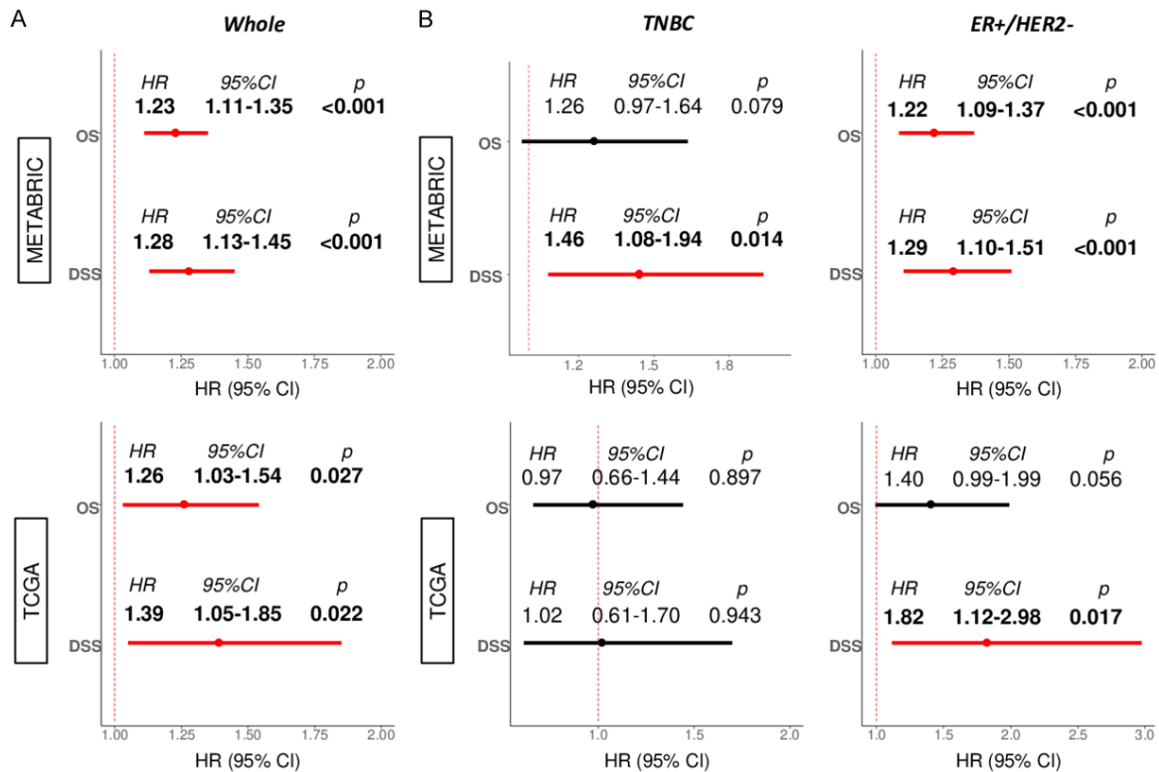 A
Whole
B
TNBC
ER+/HER2-
METABRIC
HR 95%CI p
1.23 1.11-1.35 <0.001
OS
HR 95%CI p
1.28 1.13-1.45 <0.001
DSS
1.00 1.25 1.50 1.75 2.00
HR (95% CI)
METABRIC
HR 95%CI p
1.26 0.97-1.64 0.079
OS
HR 95%CI p
1.46 1.08-1.94 0.014
DSS
1.2 1.5 1.8
HR (95% CI)
HR 95%CI p
1.22 1.09-1.37 <0.001
OS
HR 95%CI p
1.29 1.10-1.51 <0.001
DSS
1.00 1.25 1.50 1.75 2.00
HR (95% CI)
TCGA
HR 95%CI p
1.26 1.03-1.54 0.027
OS
HR 95%CI p
1.39 1.05-1.85 0.022
DSS
1.00 1.25 1.50 1.75 2.00
HR (95% CI)
TCGA
HR 95%CI p
0.97 0.66-1.44 0.897
OS
HR 95%CI p
1.02 0.61-1.70 0.943
DSS
1.0 1.5 2.0
HR (95% CI)
HR 95%CI p
1.40 0.99-1.99 0.056
OS
HR 95%CI p
1.82 1.12-2.98 0.017
DSS
1.0 1.5 2.0 2.5 3.0
HR (95% CI)